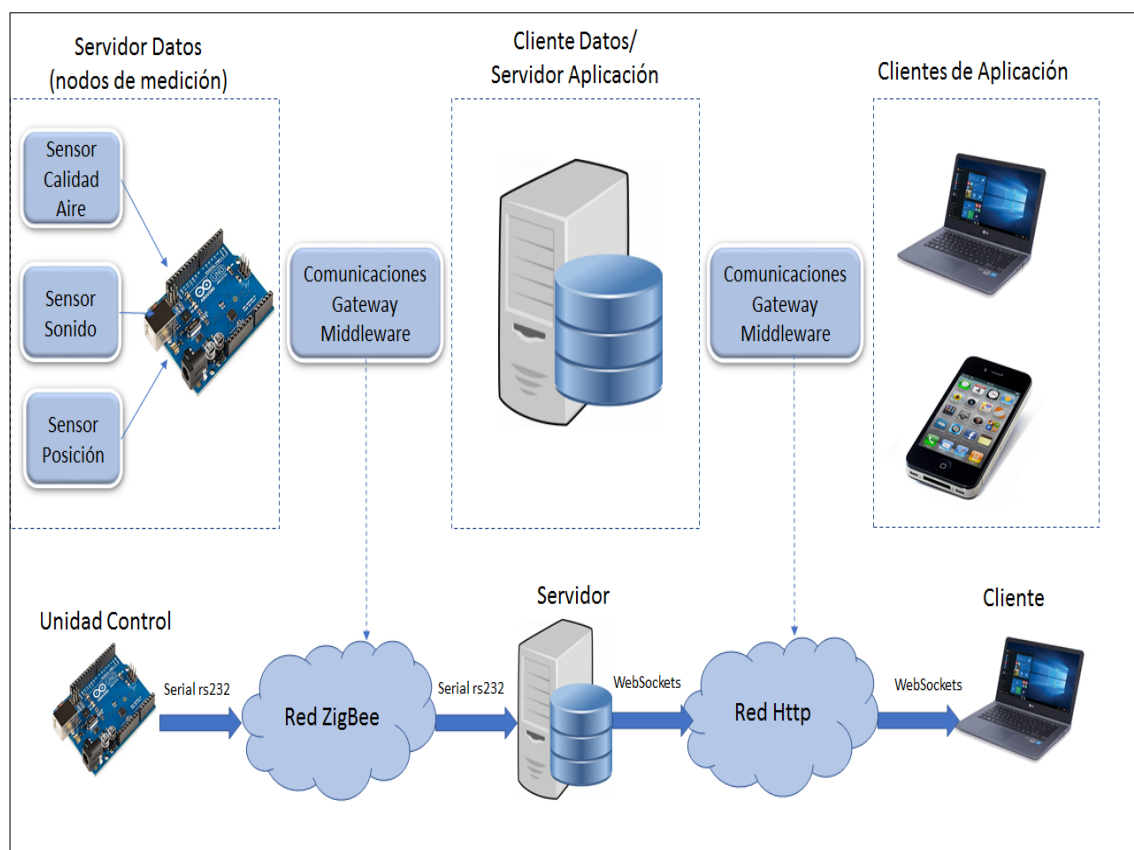 Servidor Datos
(nodos de medición)
Cliente Datos/
Servidor Aplicación
Clientes de Aplicación
Sensor
Calidad
Aire
Sensor
Sonido
Sensor
Posición
ARDUINO
UNO
Comunicaciones
Gateway
Middleware
Comunicaciones
Gateway
Middleware
Unidad Control
Serial rs232
Red ZigBee
Serial rs232
Servidor
WebSockets
Red Http
WebSockets
Cliente